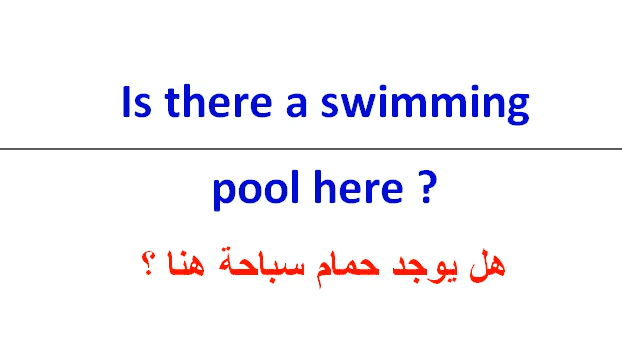 Is there a swimming
pool here ?
هل يوجد حمام سباحة هنا ؟